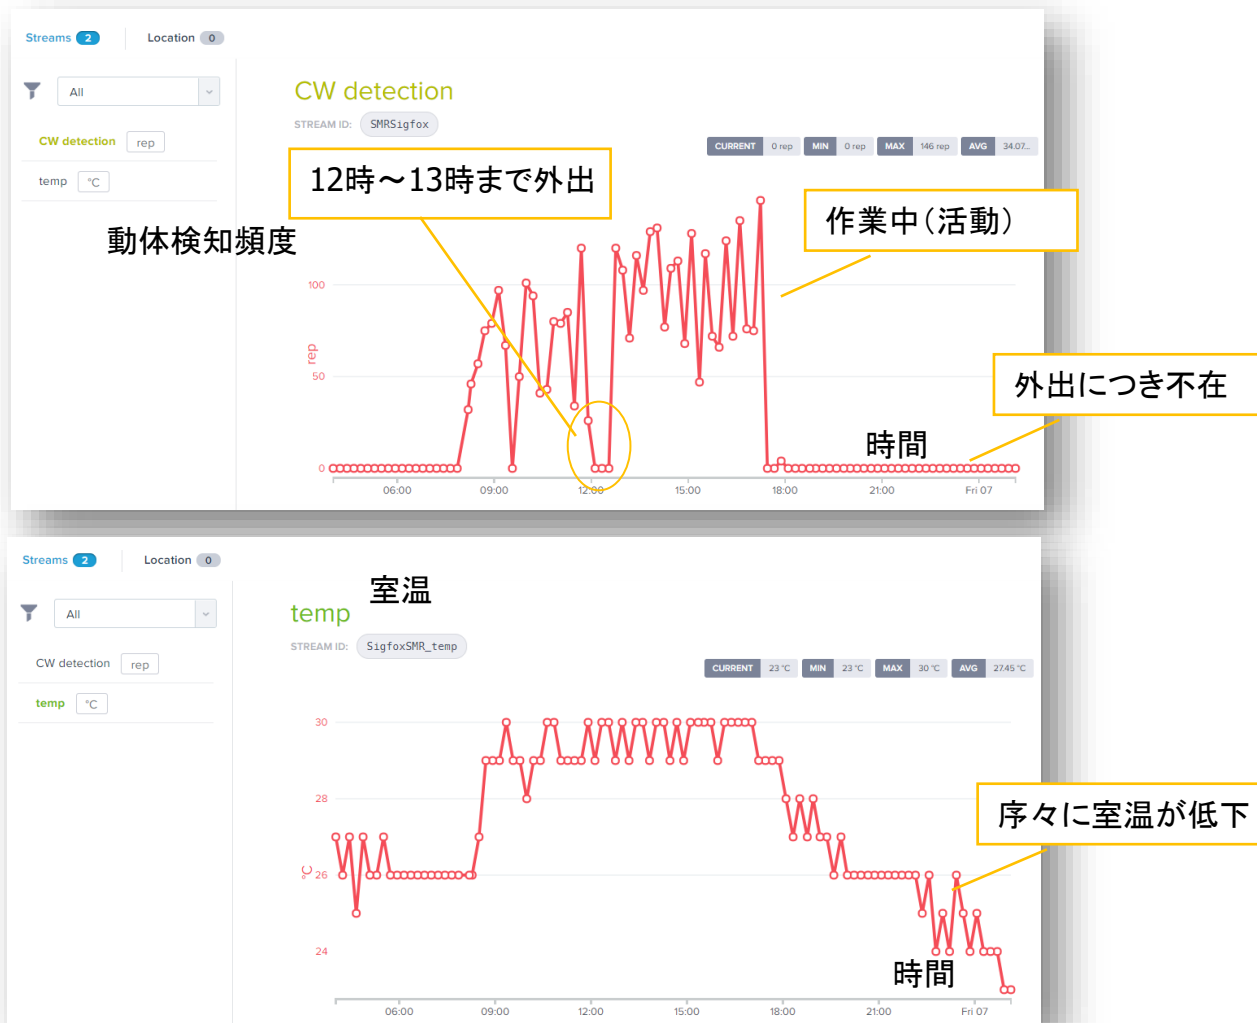 Streams 2 Location 0
All
CW detection rep
temp °C
動体検知頻度
CW detection
STREAM ID: SMRSigfox
CURRENT 0 rep MIN 0 rep MAX 146 rep AVG 34.07...
12時～13時まで外出
作業中（活動）
外出につき不在
時間
rep
100
50
0
06:00 09:00 12:00 15:00 18:00 21:00 Fri 07
Streams 2 Location 0
All
CW detection rep
temp °C
室温
temp
STREAM ID: SigfoxSMR_temp
CURRENT 23 °C MIN 23 °C MAX 30 °C AVG 27.45 °C
序々に室温が低下
時間
°C
30
28
26
24
06:00 09:00 12:00 15:00 18:00 21:00 Fri 07